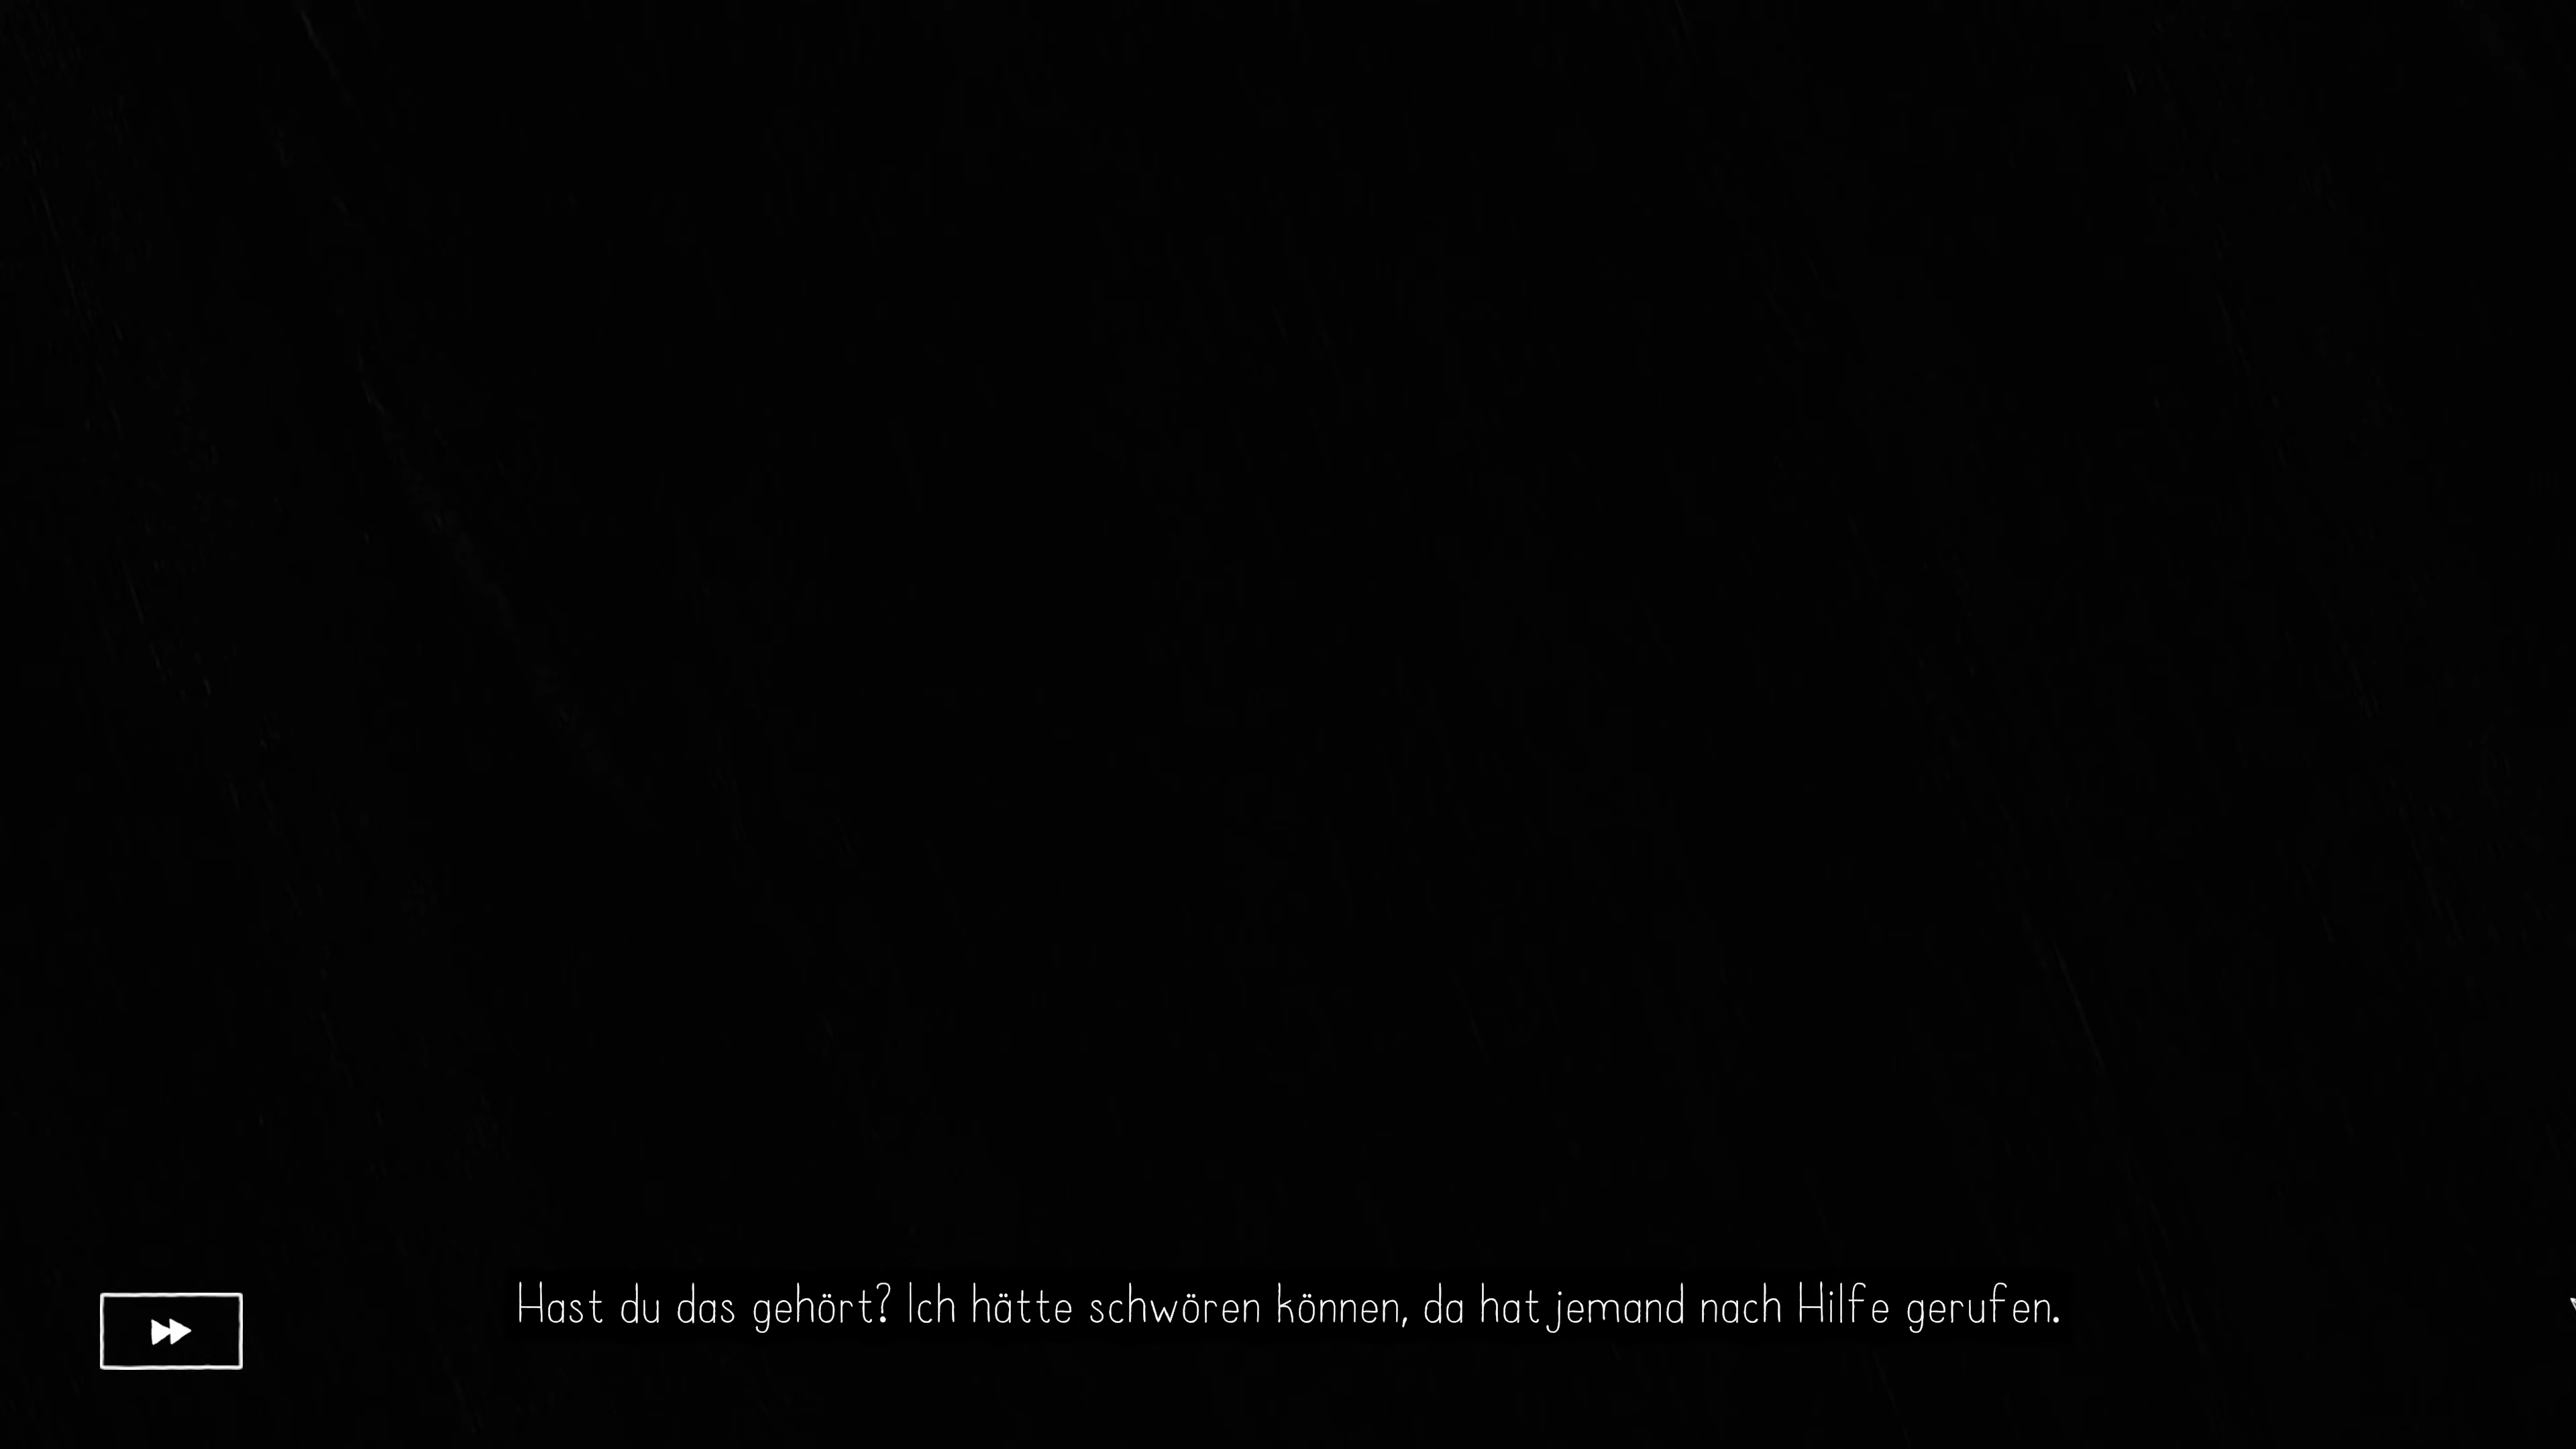 Hast du das gehört? Ich hätte schwören können, da hat jemand nach Hilfe gerufen.